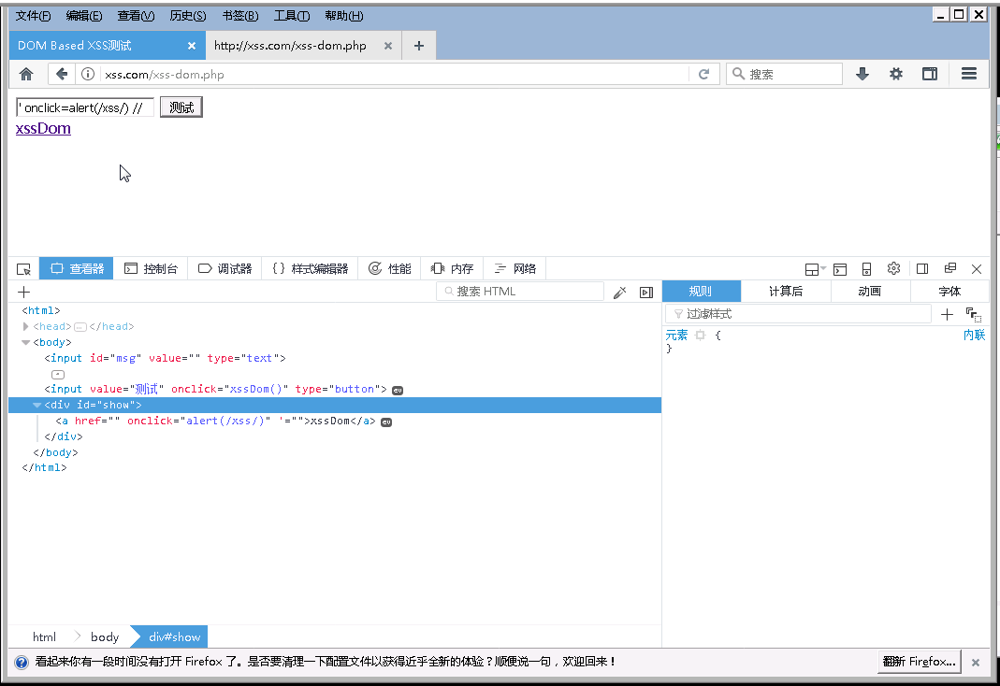 文件(F) 编辑(E) 查看(V) 历史(S) 书签(B) 工具(T) 帮助(H)
DOM Based XSS测试 × http://xss.com/xss-dom.php × +
xss.com/xss-dom.php 搜索
' onclick=alert(/xss/) // 测试
xssDom
查看器 控制台 调试器 {} 样式编辑器 性能 内存 网络
+ 搜索 HTML 规则 计算后 动画 字体
<html>
过滤样式 +
<head>…</head>
<body>
元素 { 内联
}
<input id="msg" value="" type="text">
<input value="测试" onclick="xssDom()" type="button"> ev
<div id="show">
<a href="" onclick="alert(/xss/)" '="">xssDom</a> ev
</div>
</body>
</html>
html body div#show
看起来你有一段时间没有打开 Firefox 了。是否要清理一下配置文件以获得近乎全新的体验？顺便说一句，欢迎回来！ 翻新 Firefox... ×